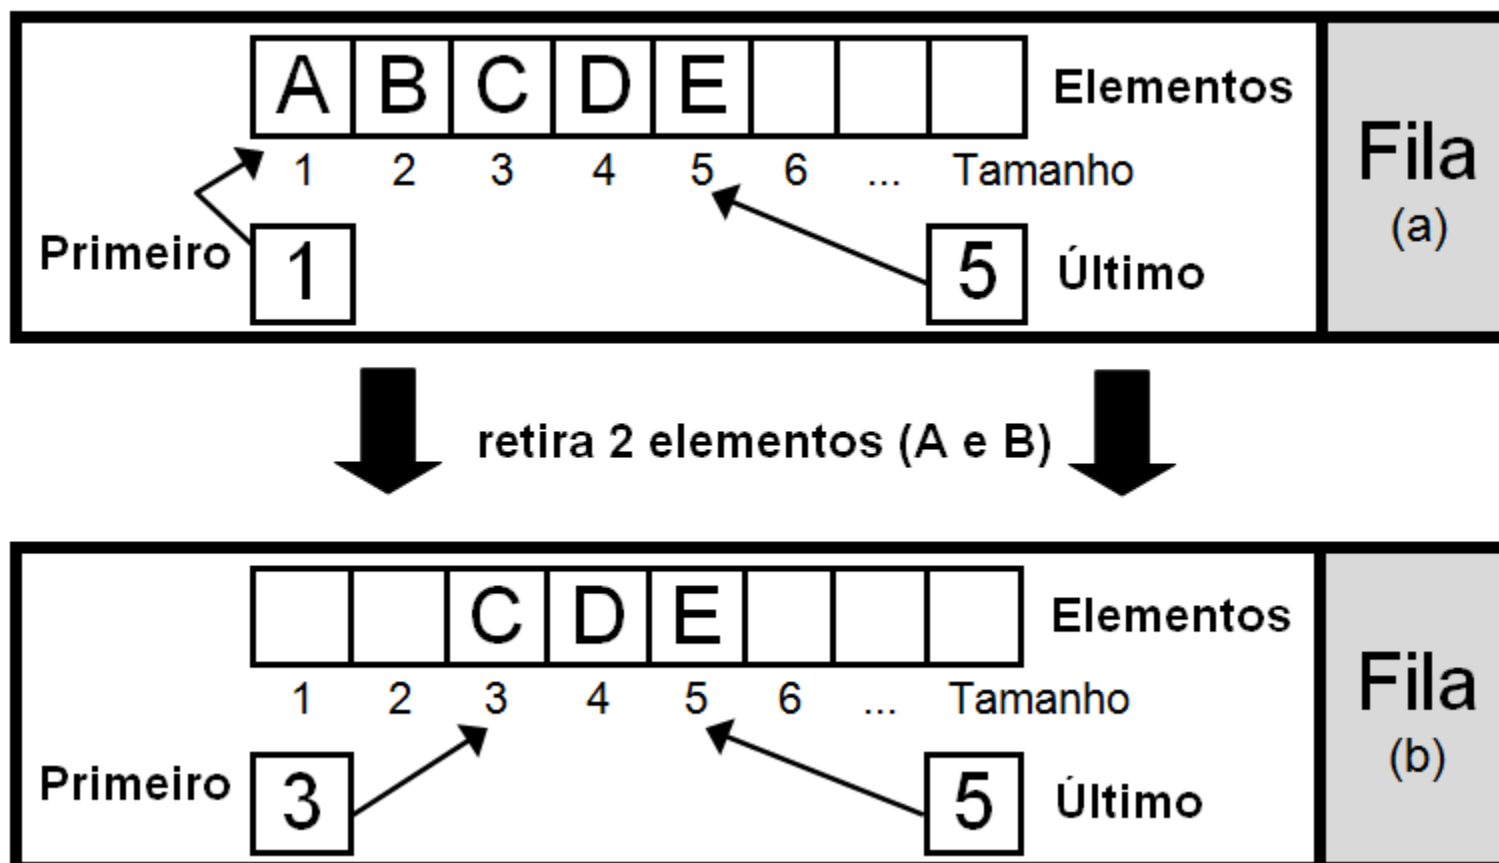 A B C D E Elementos
1 2 3 4 5 6 ... Tamanho
Primeiro 1 5 Último
Fila
(a)
retira 2 elementos (A e B)
C D E Elementos
1 2 3 4 5 6 ... Tamanho
Primeiro 3 5 Último
Fila
(b)